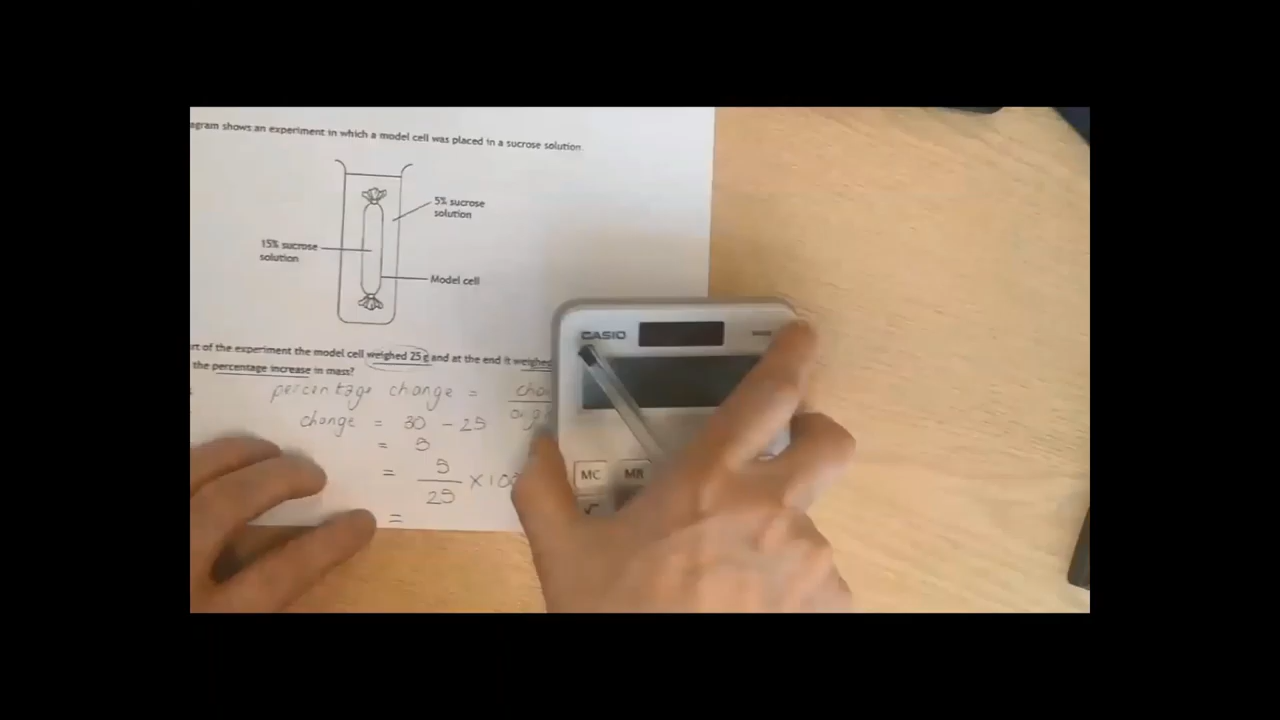 agram shows an experiment in which a model cell was placed in a sucrose solution.
5% sucrose
solution
15% sucrose
solution
Model cell
rt of the experiment the model cell weighed 25 g and at the end it weighed
the percentage increase in mass?
percentage change = cha
orig
change = 30 - 25
= 5
= 5
25 × 100
=
CASIO
MC MR
√